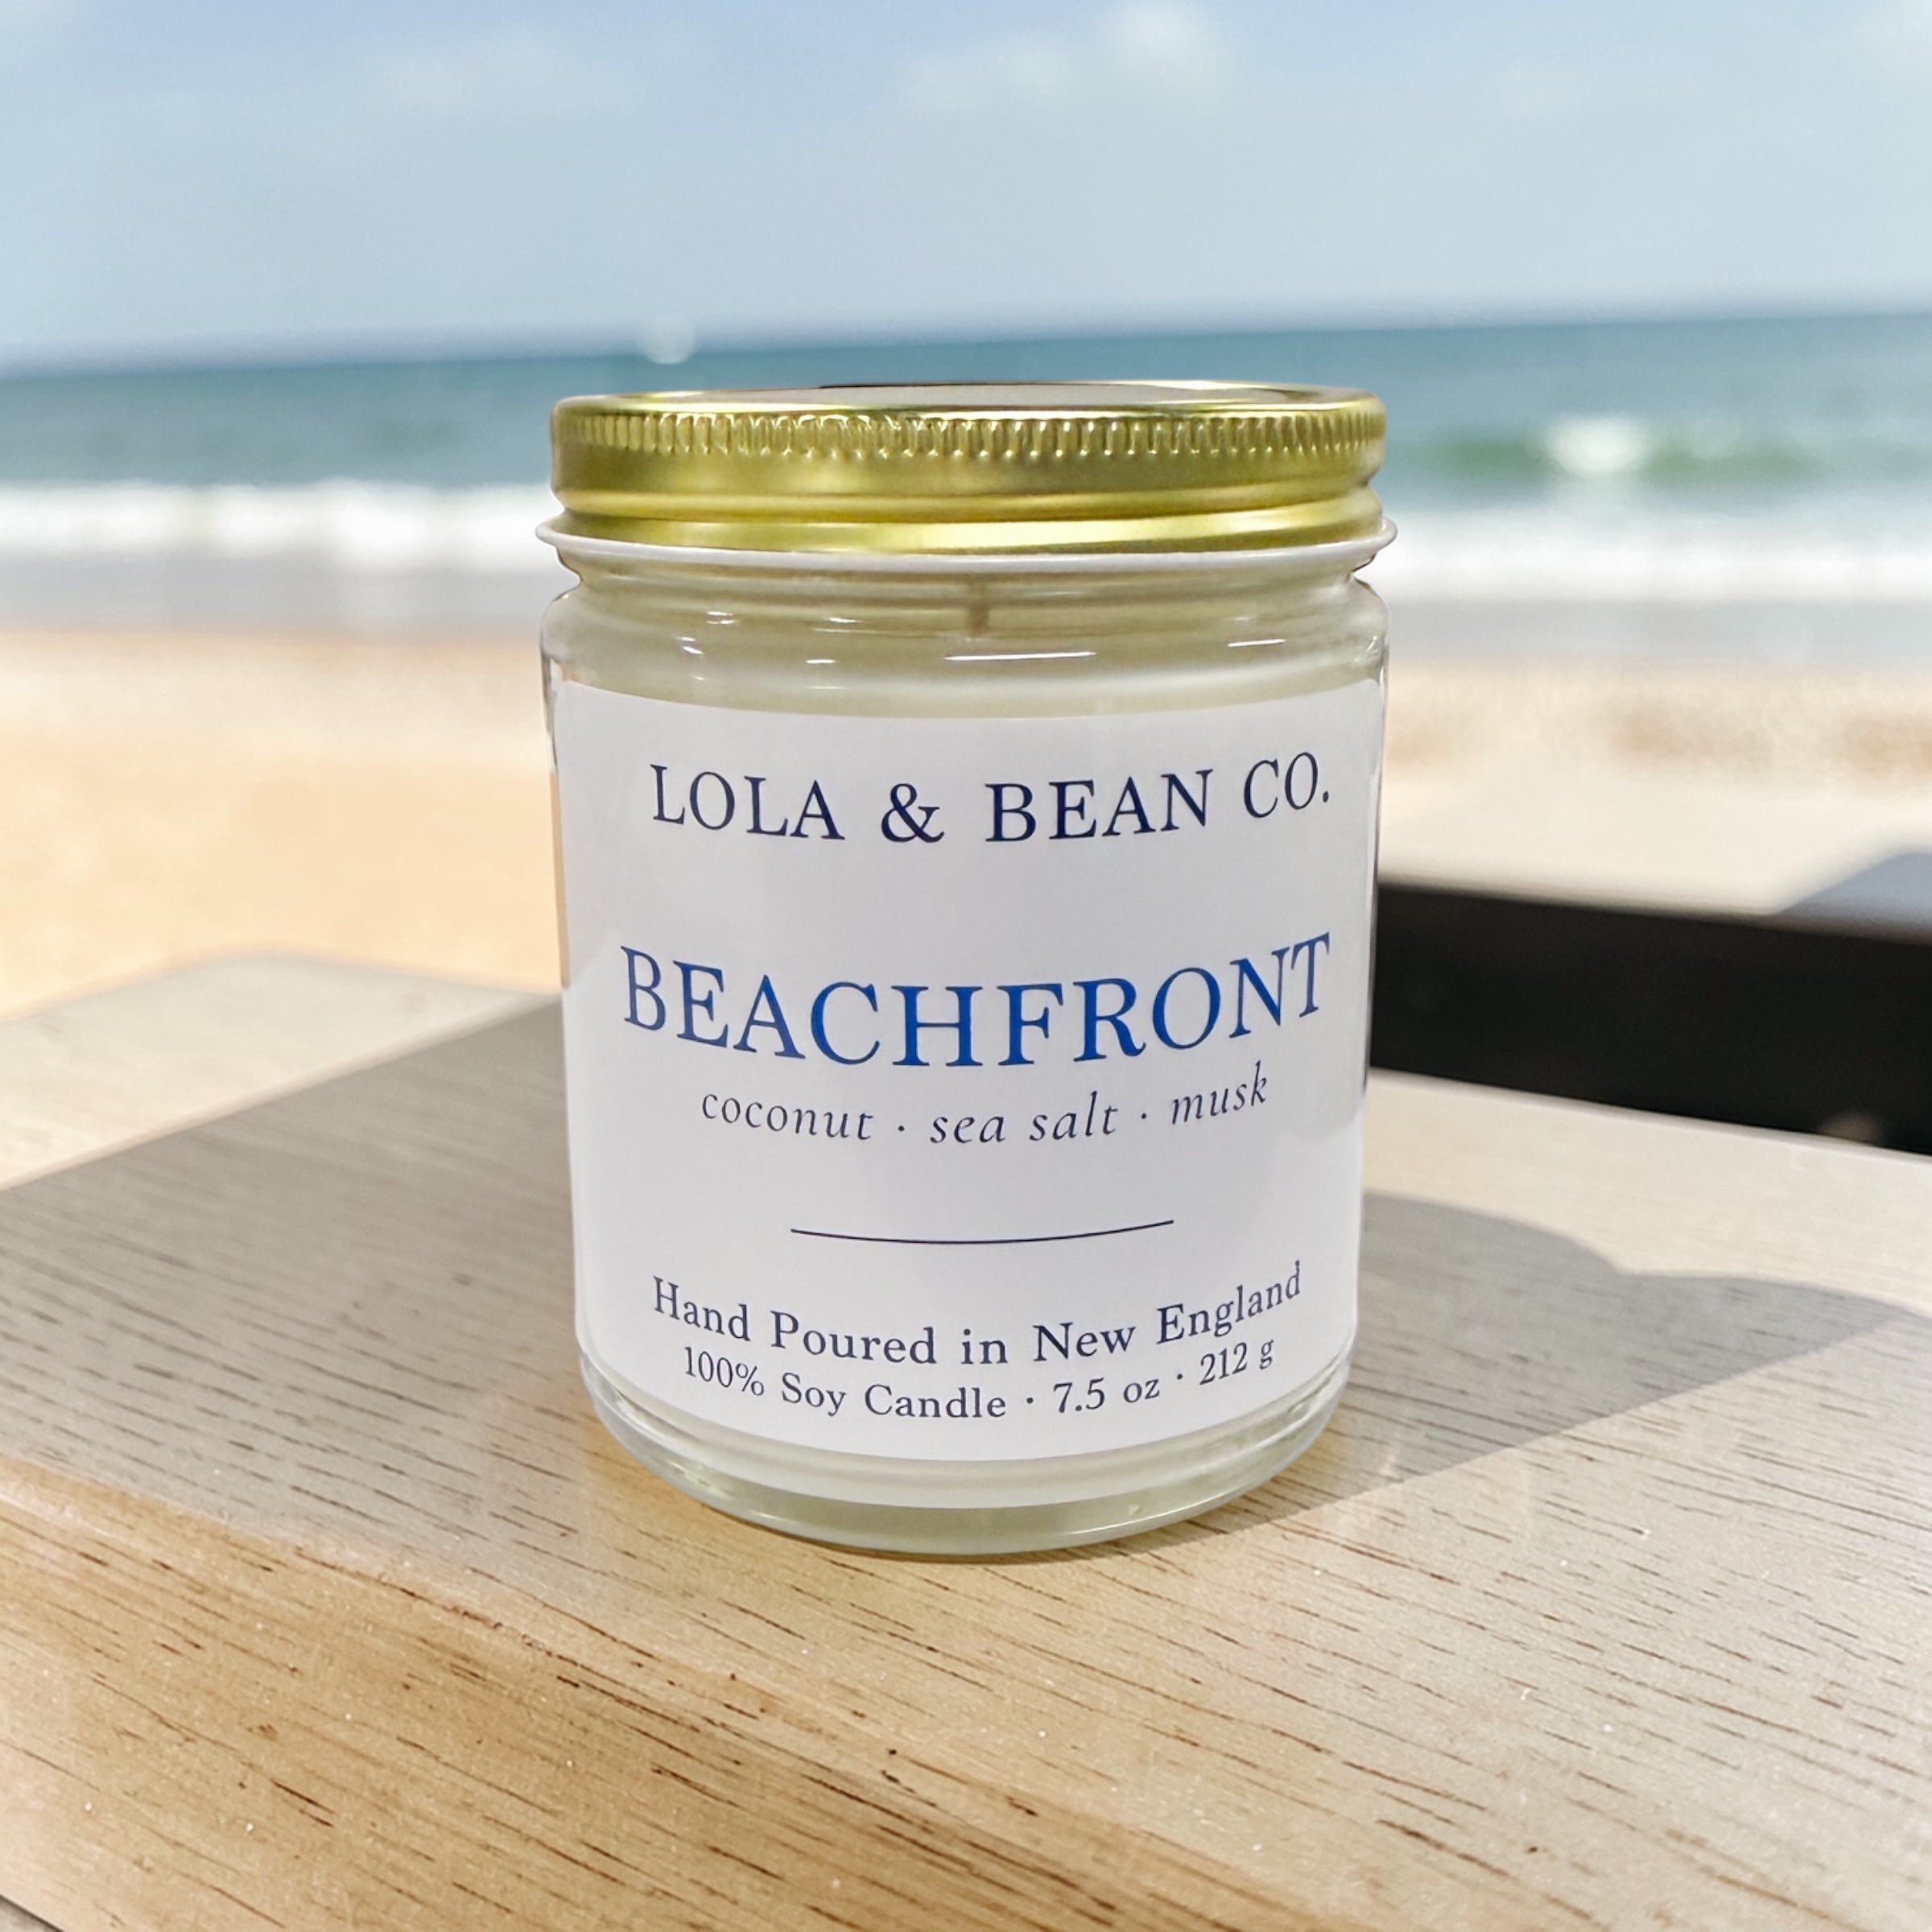 LOLA & BEAN CO.
BEACHFRONT
coconut · sea salt · musk
Hand Poured in New England
100% Soy Candle · 7.5 oz · 212 g